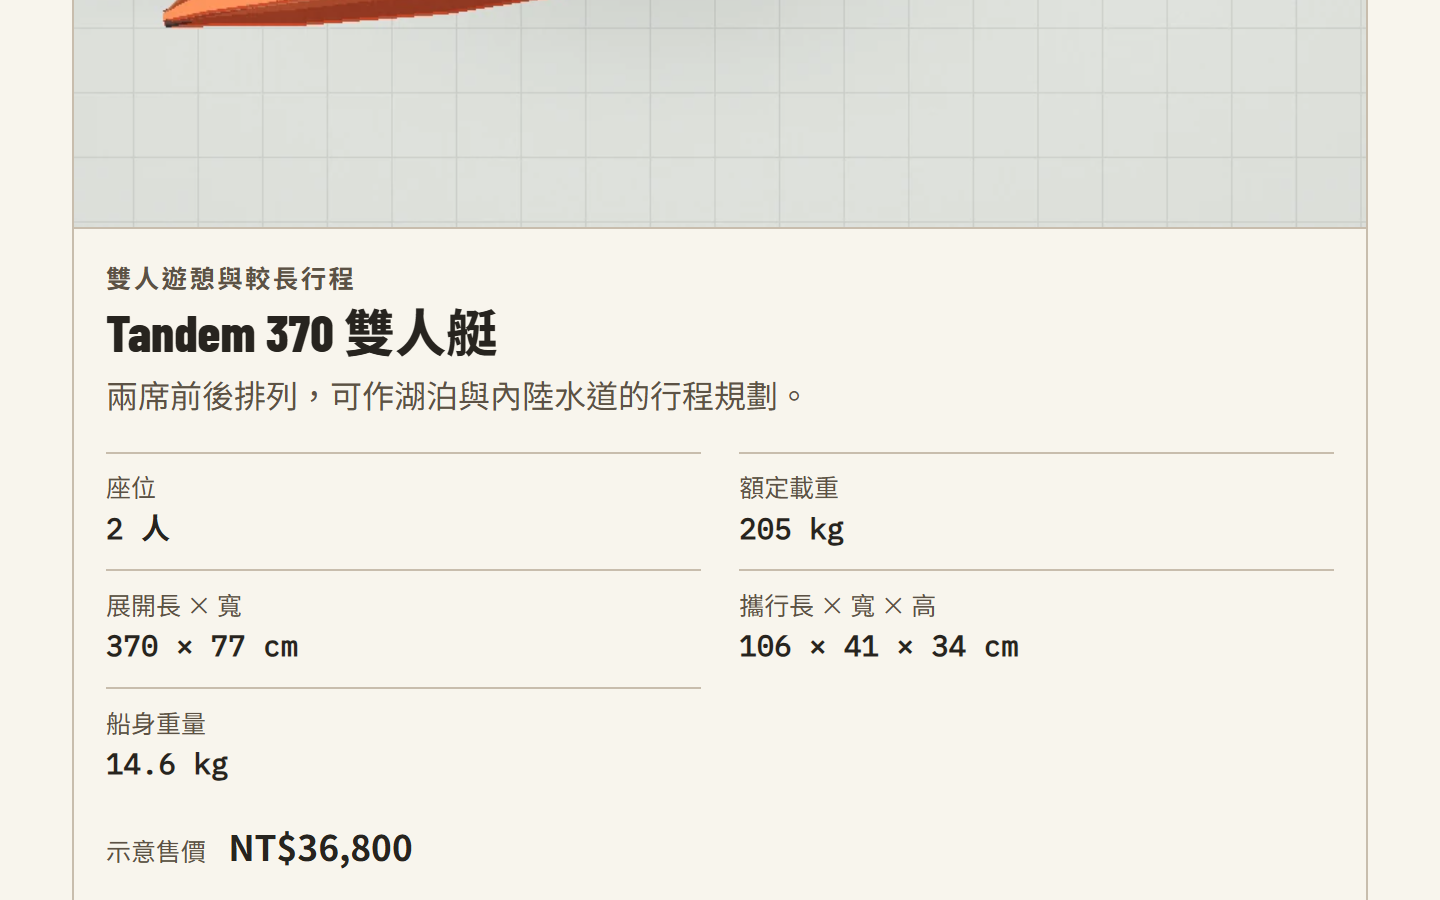 雙人遊憩與較長行程
Tandem 370 雙人艇
兩席前後排列，可作湖泊與內陸水道的行程規劃。
座位
2 人
額定載重
205 kg
展開長 × 寬
370 × 77 cm
攜行長 × 寬 × 高
106 × 41 × 34 cm
船身重量
14.6 kg
示意售價 NT$36,800